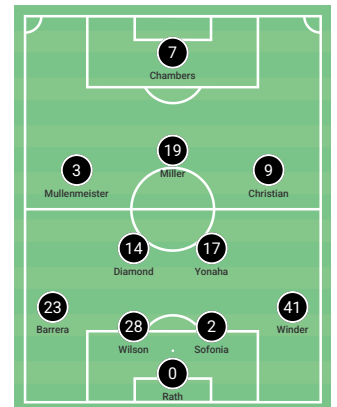 7
Chambers
19
Miller
3
Mullenmeister
9
Christian
14
Diamond
17
Yonaha
23
Barrera
41
Winder
28
Wilson
2
Sofonia
0
Rath